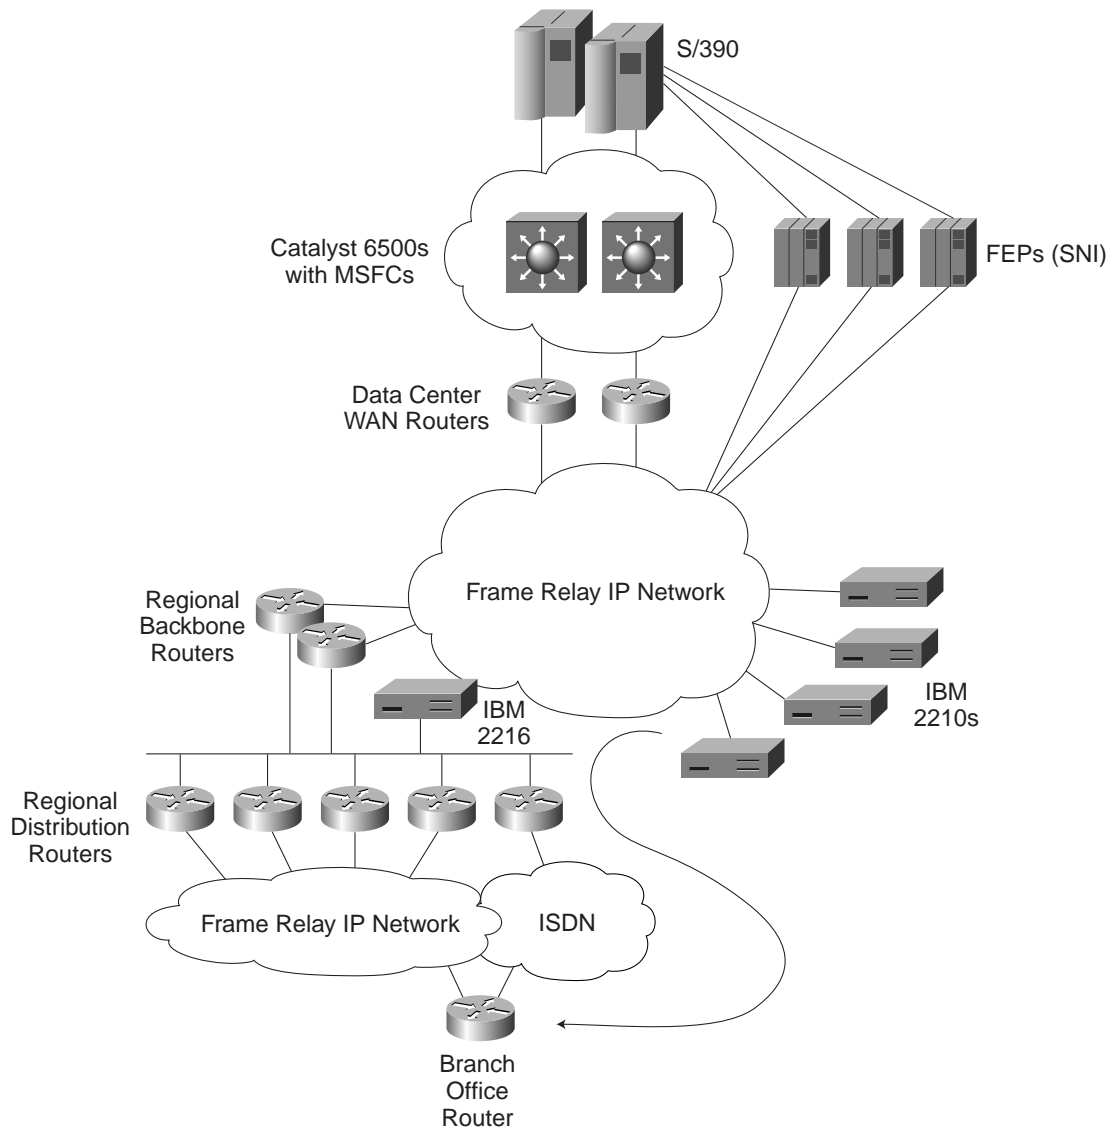 S/390
Catalyst 6500s
with MSFCs
FEPs (SNI)
Data Center
WAN Routers
Frame Relay IP Network
Regional
Backbone
Routers
IBM
2210s
IBM
2216
Regional
Distribution
Routers
Frame Relay IP Network
ISDN
Branch
Office
Router